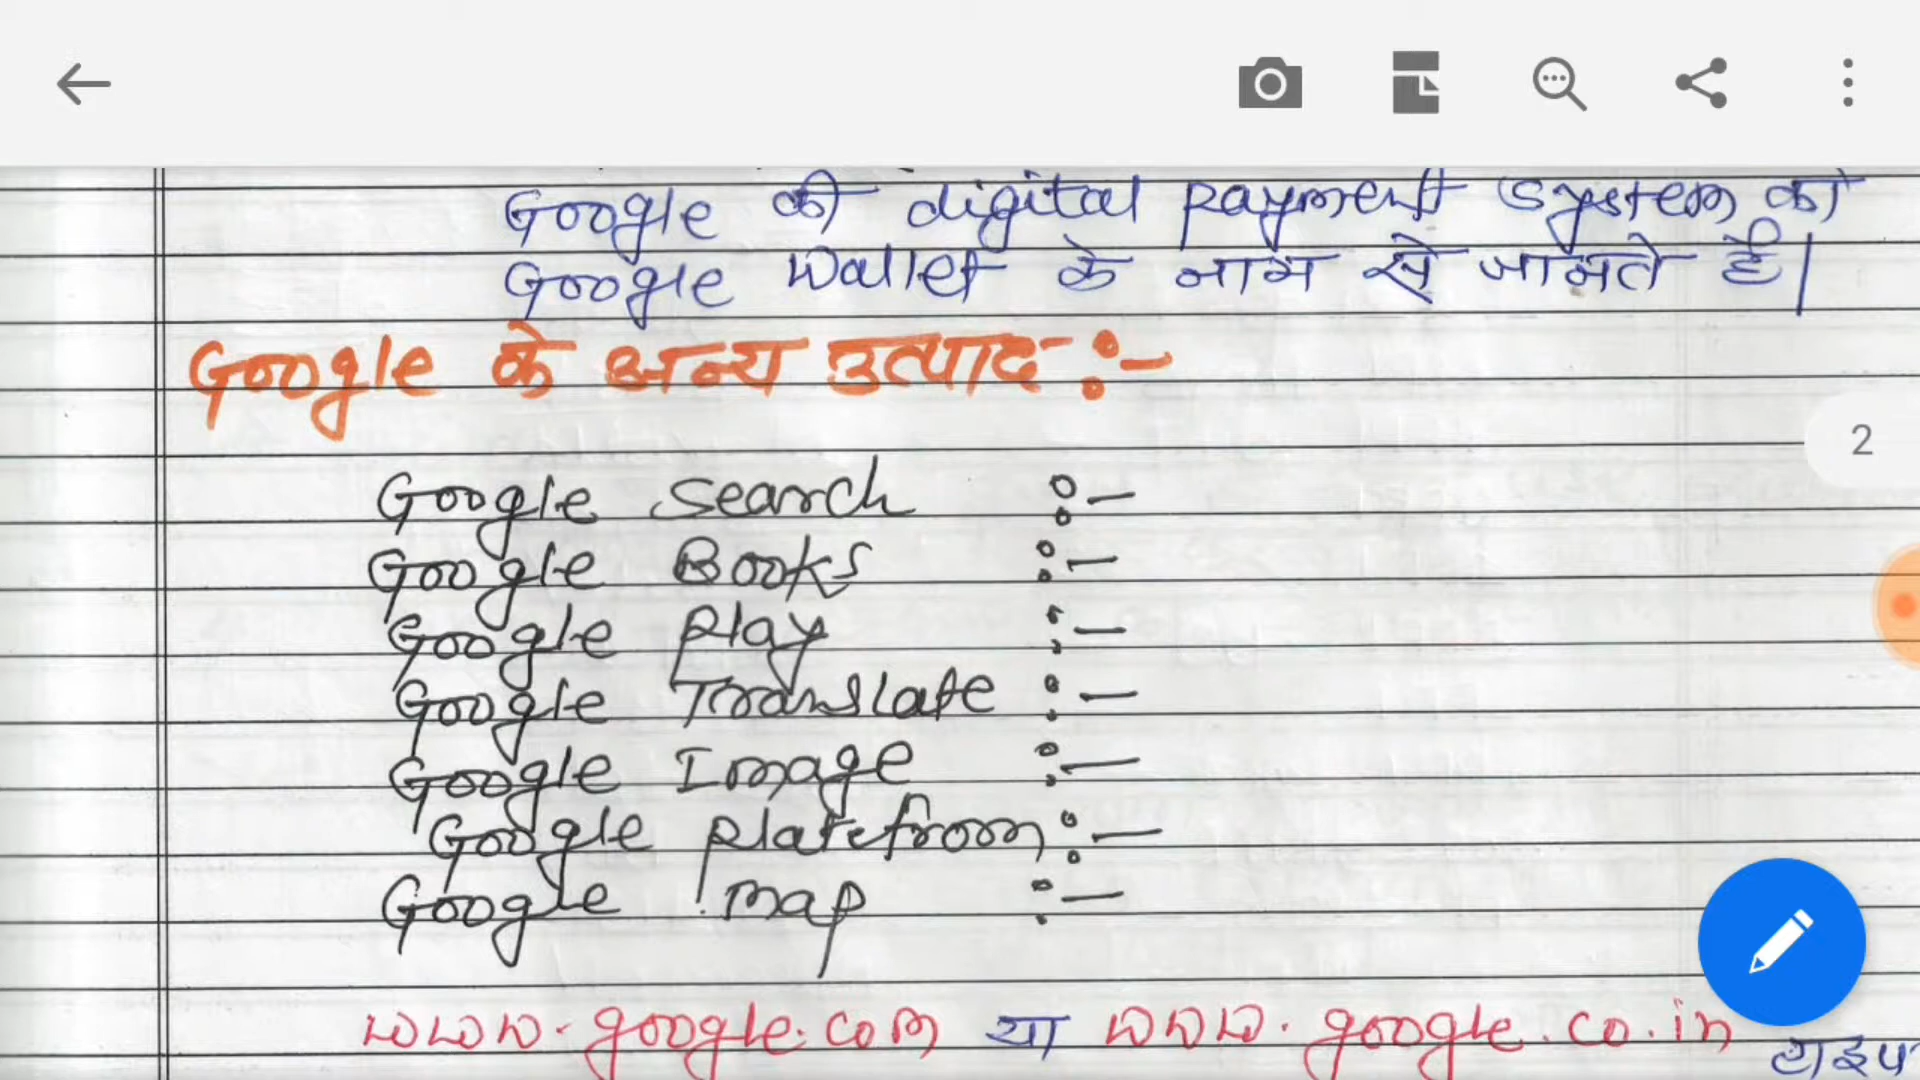 Google की digital payment system को
Google Wallet के नाम से जानते है।
Google के अन्य उत्पाद :-
2
Google Search :-
Google Books :-
Google Play :-
Google Translate :-
Google Image :-
Google platefrom :-
Google map :-
www.google.com या www.google.co.in टाइप